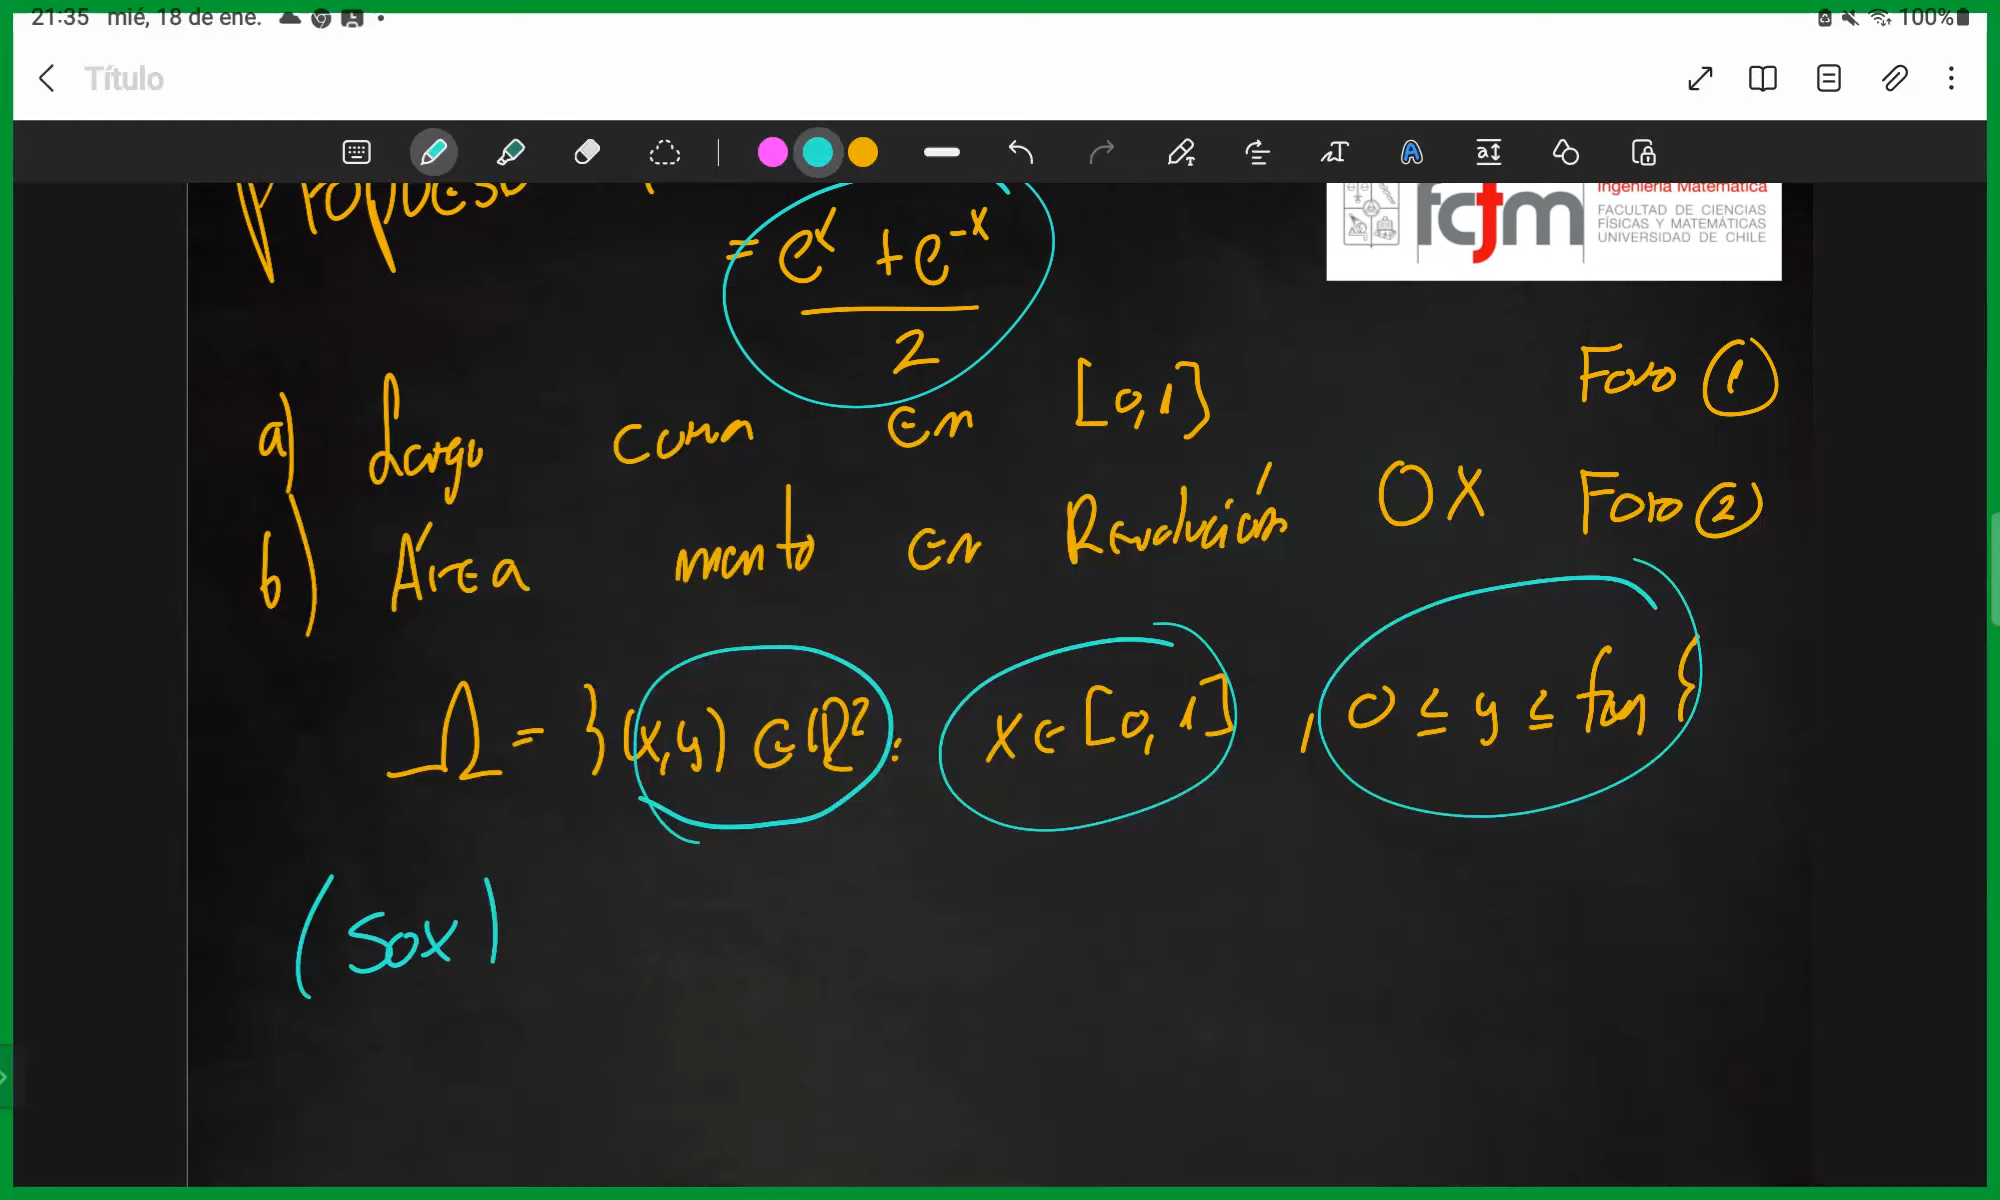 21:35 mié, 18 de ene. 100%
Título
Propuesto
= e^x + e^-x / 2
Ingeniería Matemática
fcfm
FACULTAD DE CIENCIAS
FÍSICAS Y MATEMÁTICAS
UNIVERSIDAD DE CHILE
a) Largo curva en [0,1] Foro 1
b) Área manto en Revolución OX Foro 2
Ω = {(x,y) ∈ ℝ² : x ∈ [0,1] , 0 ≤ y ≤ f(x)}
(SOX)